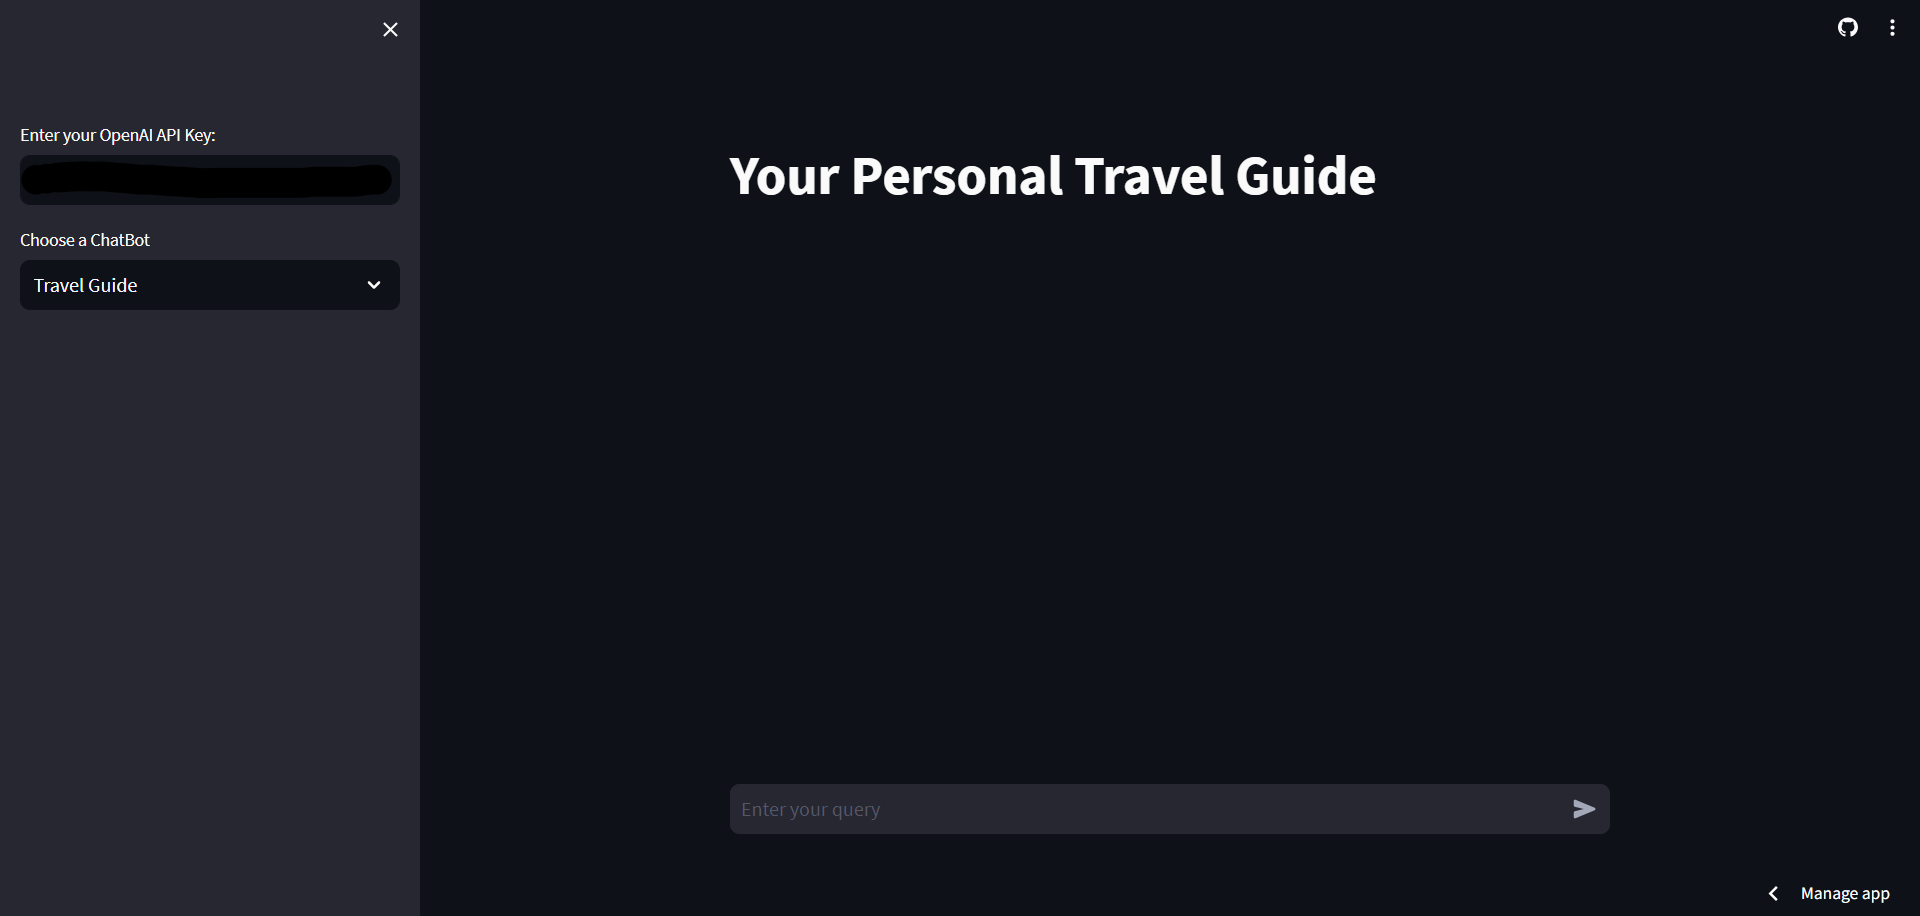 Enter your OpenAI API Key:
Choose a ChatBot
Travel Guide
Your Personal Travel Guide
Enter your query
Manage app